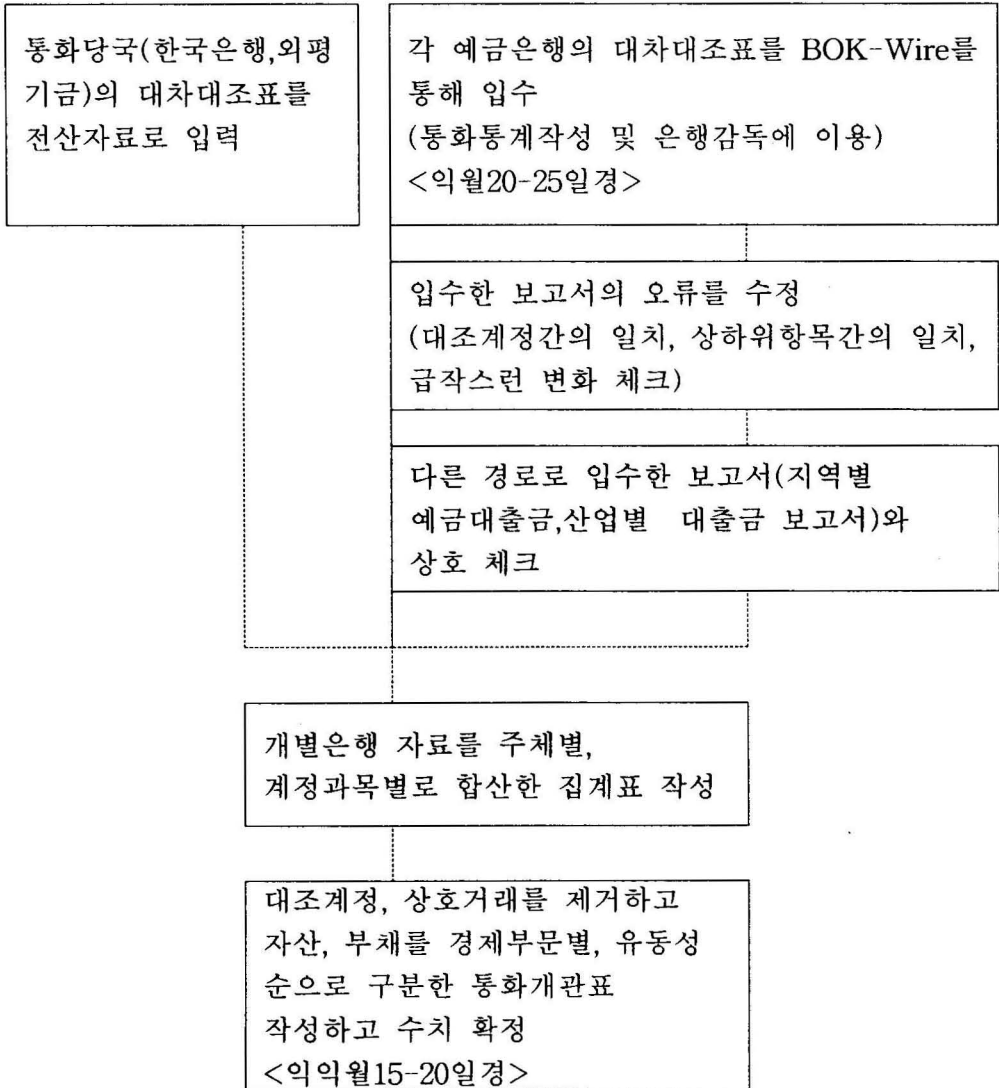 통화당국(한국은행,외평
기금)의 대차대조표를
전산자료로 입력
각 예금은행의 대차대조표를 BOK-Wire를
통해 입수
(통화통계작성 및 은행감독에 이용)
<익월20-25일경>
입수한 보고서의 오류를 수정
(대조계정간의 일치, 상하위항목간의 일치,
급작스런 변화 체크)
다른 경로로 입수한 보고서(지역별
예금대출금,산업별 대출금 보고서)와
상호 체크
개별은행 자료를 주체별,
계정과목별로 합산한 집계표 작성
대조계정, 상호거래를 제거하고
자산, 부채를 경제부문별, 유동성
순으로 구분한 통화개관표
작성하고 수치 확정
<익익월15-20일경>